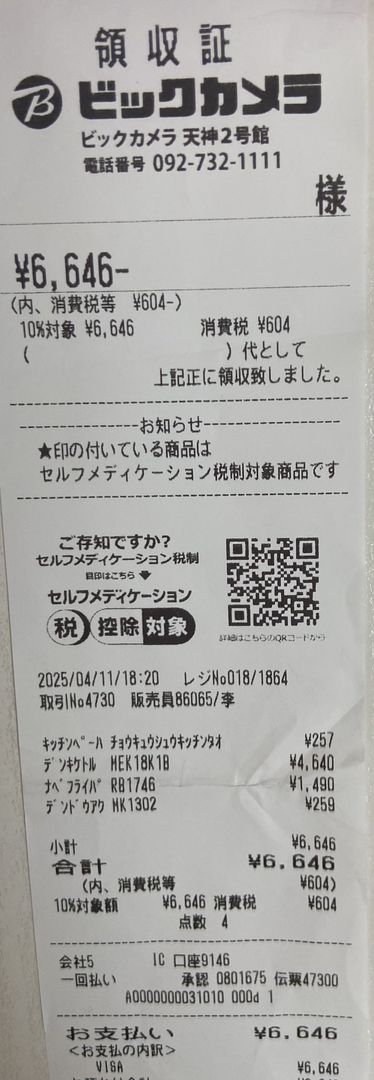 領収証
ビックカメラ
ビックカメラ 天神2号館
電話番号 092-732-1111
様
¥6,646-
(内、消費税等 ¥604-)
10%対象 ¥6,646 消費税 ¥604
( )代として
上記正に領収致しました。
お知らせ
★印の付いている商品は
セルフメディケーション税制対象商品です
ご存知ですか?
セルフメディケーション税制
目印はこちら
セルフメディケーション
税 控除 対象
詳細はこちらのQRコードから
2025/04/11/18:20 レジNo018/1864
取引No4730 販売員86065/李
キッチンペーハ チョウキュウシュウキッチンタオ ¥257
デンキケトル MEK18K1B ¥4,640
ナベフライパ RB1746 ¥1,490
デンドウアク MK1302 ¥259
小計 ¥6,646
合計 ¥6,646
(内、消費税等 ¥604)
10%対象額 ¥6,646 消費税 ¥604
点数 4
会社5 IC 口座9146
一回払い 承認 0801675 伝票47300
A0000000031010 000d 1
お支払い ¥6,646
<お支払の内訳>
VISA ¥6,646